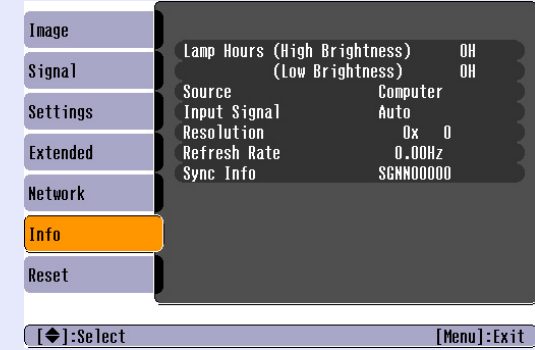 Image
Signal
Settings
Extended
Network
Info
Reset
Lamp Hours (High Brightness) 0H
(Low Brightness) 0H
Source Computer
Input Signal Auto
Resolution 0x 0
Refresh Rate 0.00Hz
Sync Info SGNN00000
[◆]:Select [Menu]:Exit